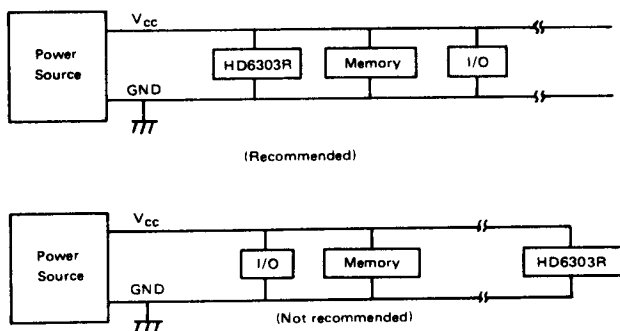 Vcc
Power
Source
HD6303R
Memory
I/O
GND
(Recommended)
Vcc
Power
Source
I/O
Memory
HD6303R
GND
(Not recommended)